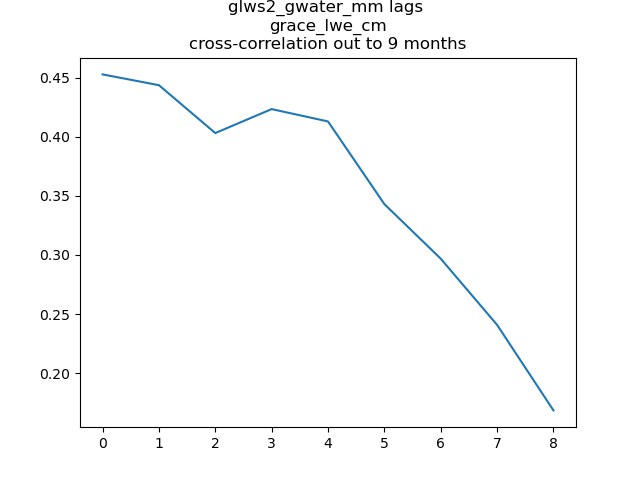 glws2_gwater_mm lags
grace_lwe_cm
cross-correlation out to 9 months
0.45
0.40
0.35
0.30
0.25
0.20
0 1 2 3 4 5 6 7 8